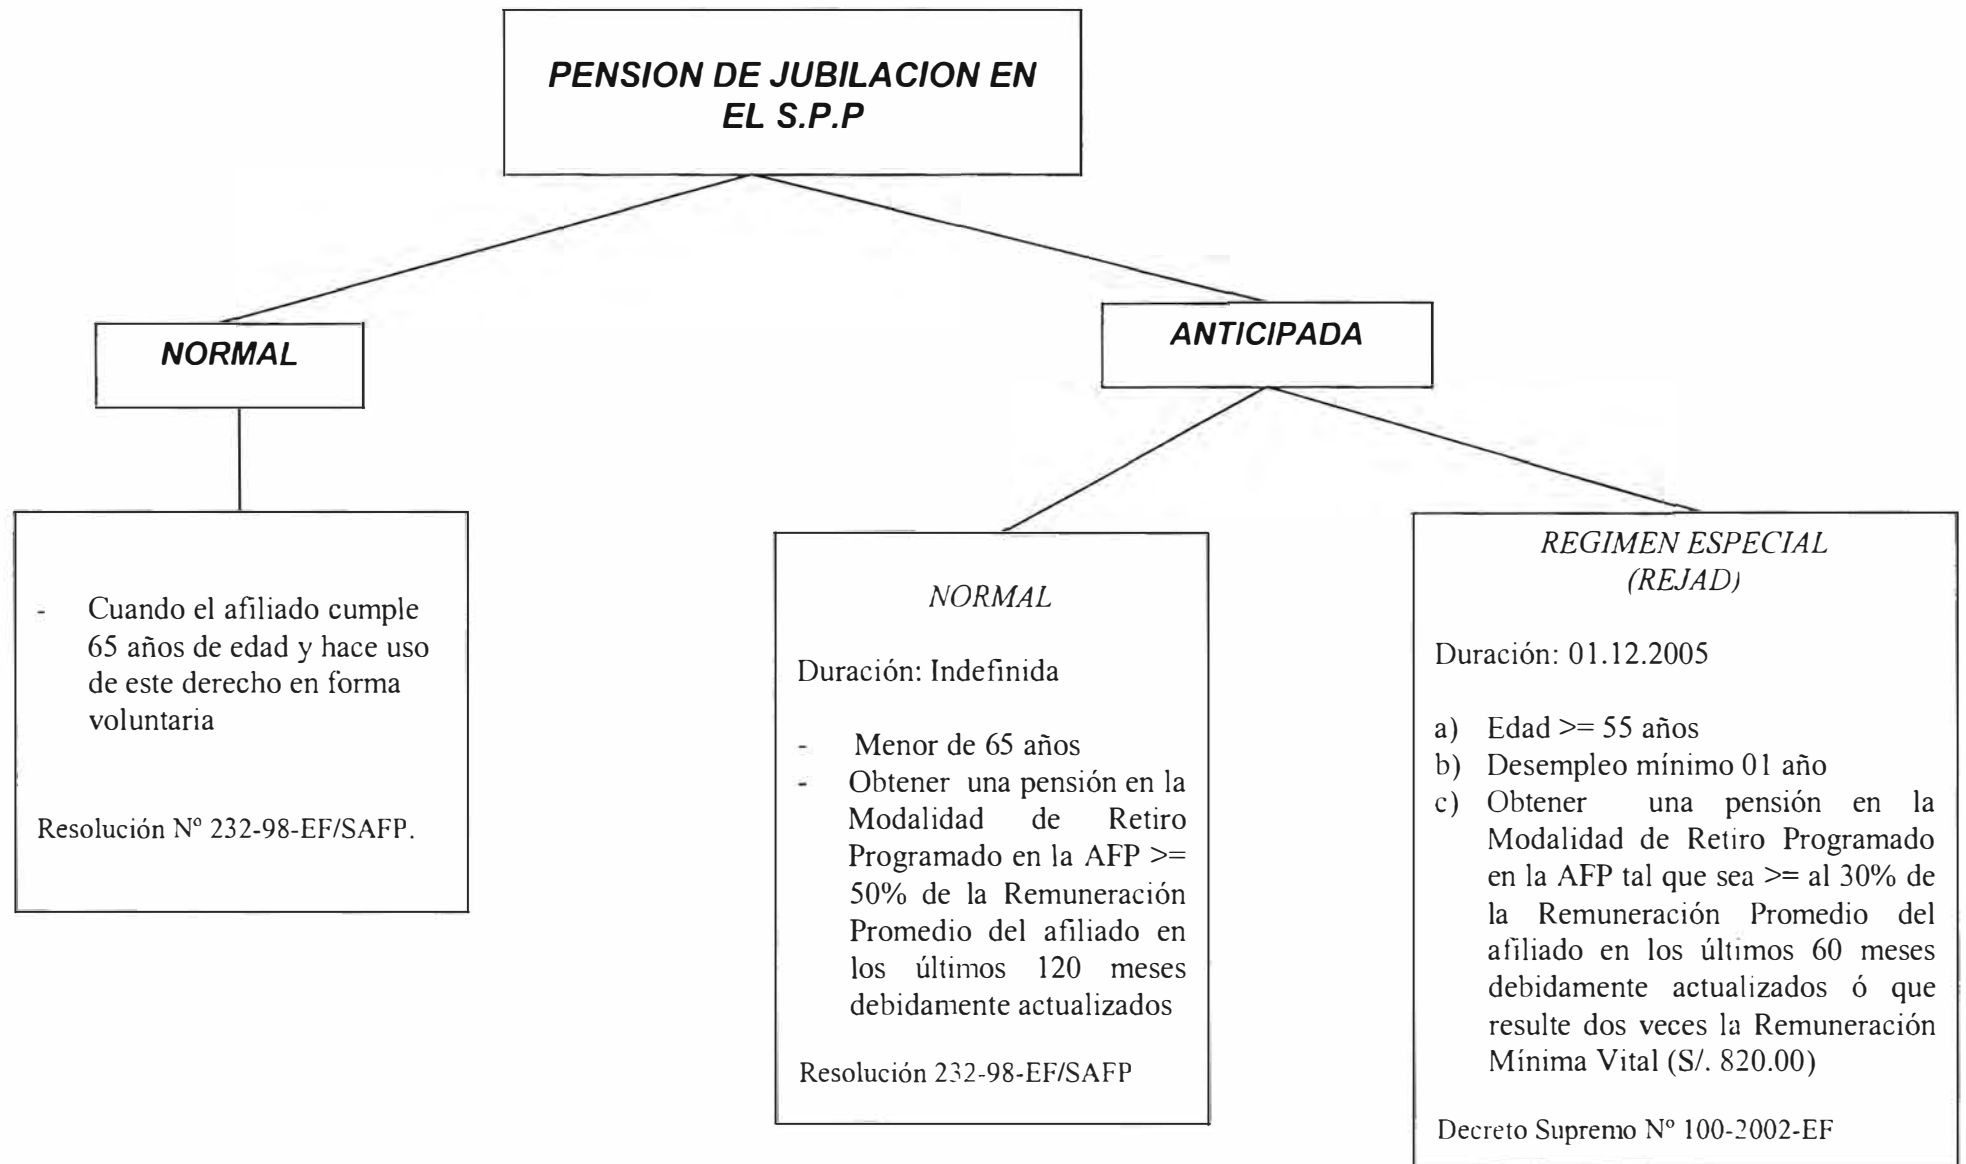 PENSION DE JUBILACION EN
EL S.P.P
NORMAL
ANTICIPADA
- Cuando el afiliado cumple
65 años de edad y hace uso
de este derecho en forma
voluntaria
Resolución Nº 232-98-EF/SAFP.
NORMAL
Duración: Indefinida
- Menor de 65 años
- Obtener una pensión en la
Modalidad de Retiro
Programado en la AFP >=
50% de la Remuneración
Promedio del afiliado en
los últimos 120 meses
debidamente actualizados
Resolución 232-98-EF/SAFP
REGIMEN ESPECIAL
(REJAD)
Duración: 01.12.2005
a) Edad >= 55 años
b) Desempleo mínimo 01 año
c) Obtener una pensión en la
Modalidad de Retiro Programado
en la AFP tal que sea >= al 30% de
la Remuneración Promedio del
afiliado en los últimos 60 meses
debidamente actualizados ó que
resulte dos veces la Remuneración
Mínima Vital (S/. 820.00)
Decreto Supremo Nº 100-2002-EF